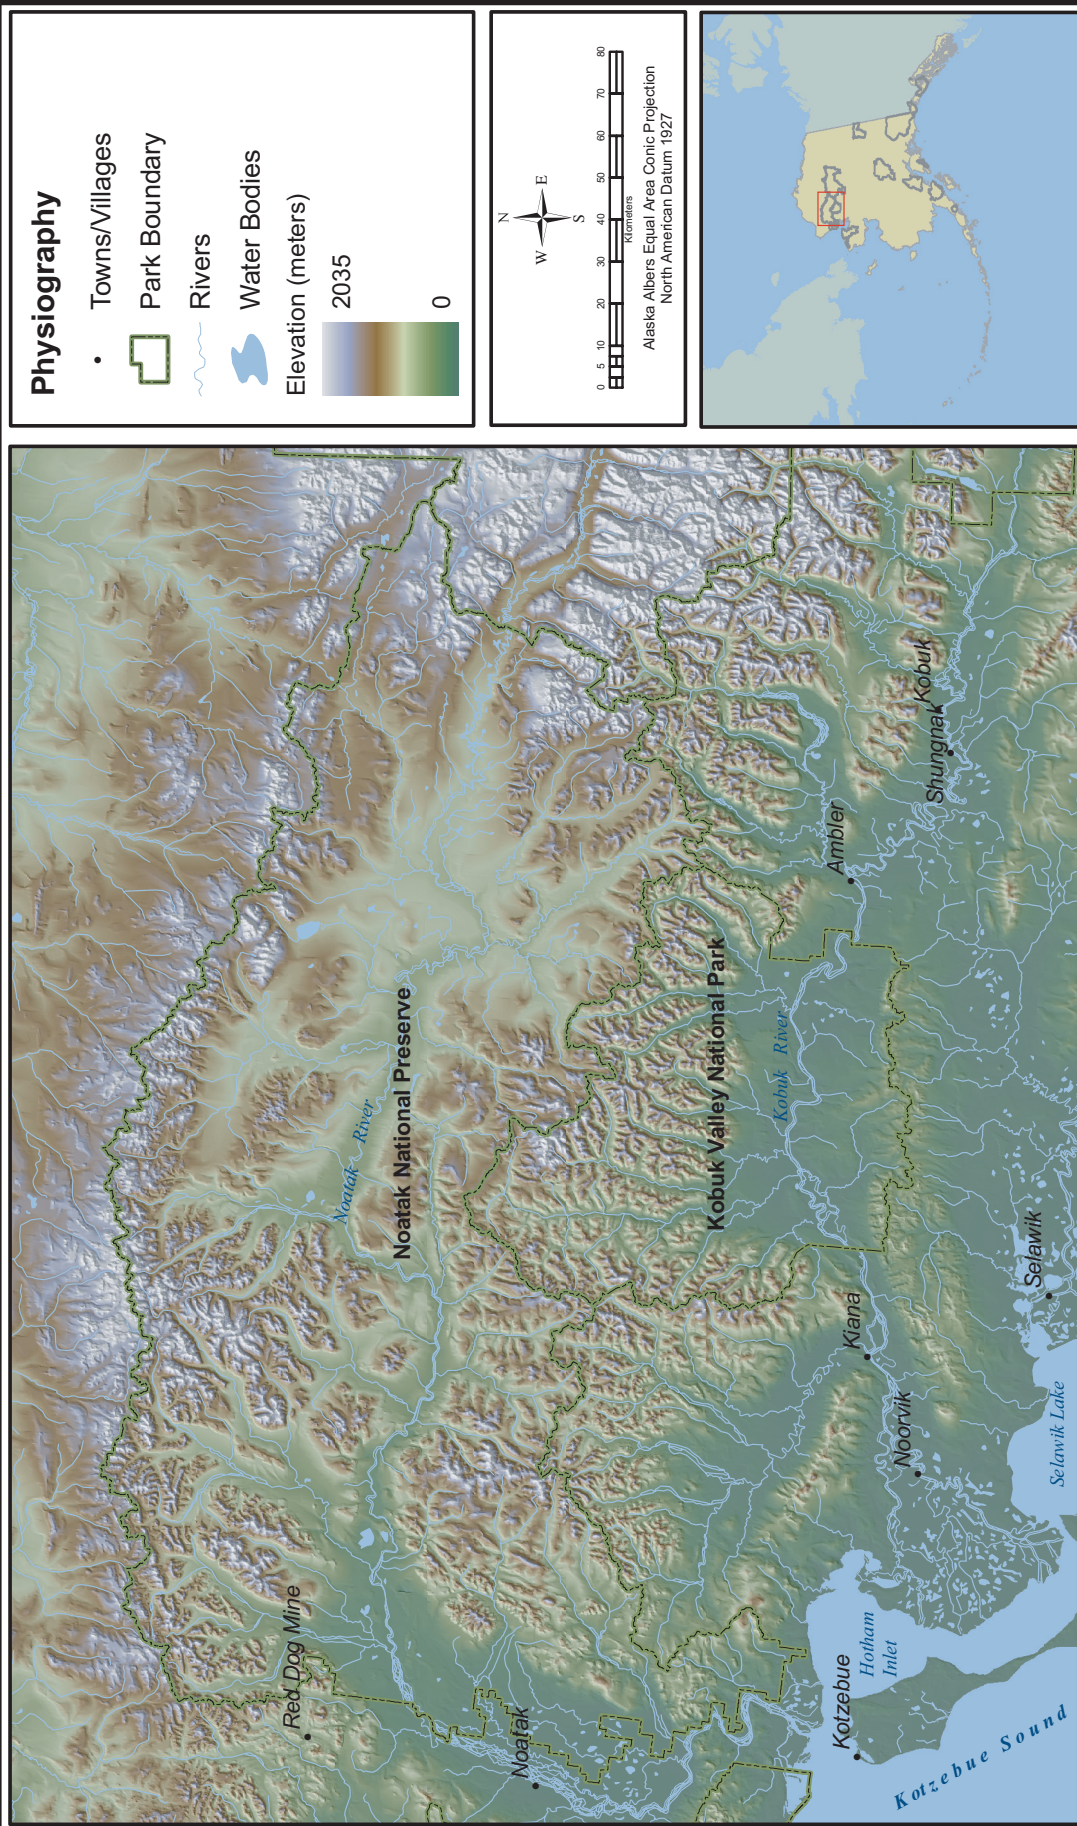 Physiography
Towns/Villages
Park Boundary
Rivers
Water Bodies
Elevation (meters)
2035
0
N
W
E
S
0 5 10 20 30 40 50 60 70 80
Kilometers
Alaska Albers Equal Area Conic Projection
North American Datum 1927
Red Dog Mine
Noatak
River
Noatak National Preserve
Noatak
Kobuk Valley National Park
Kobuk River
Ambler
Shungnak
Kobuk
Kiana
Noorvik
Selawik
Selawik Lake
Kotzebue
Hotham
Inlet
Kotzebue Sound